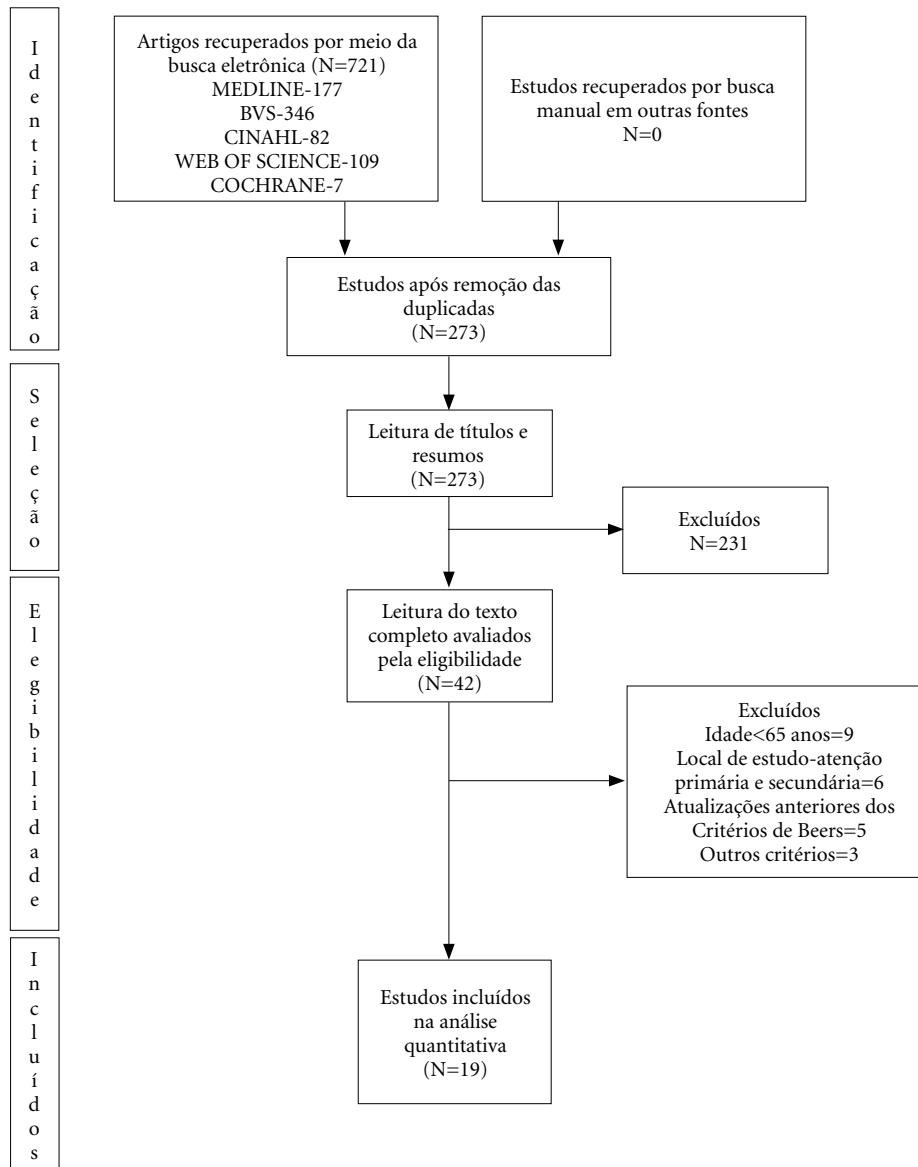 Identificação
Artigos recuperados por meio da
busca eletrônica (N=721)
MEDLINE-177
BVS-346
CINAHL-82
WEB OF SCIENCE-109
COCHRANE-7
Estudos recuperados por busca
manual em outras fontes
N=0
Estudos após remoção das
duplicadas
(N=273)
Seleção
Leitura de títulos e
resumos
(N=273)
Excluídos
N=231
Elegibilidade
Leitura do texto
completo avaliados
pela eligibilidade
(N=42)
Excluídos
Idade<65 anos=9
Local de estudo-atenção
primária e secundária=6
Atualizações anteriores dos
Critérios de Beers=5
Outros critérios=3
Incluídos
Estudos incluídos
na análise
quantitativa
(N=19)